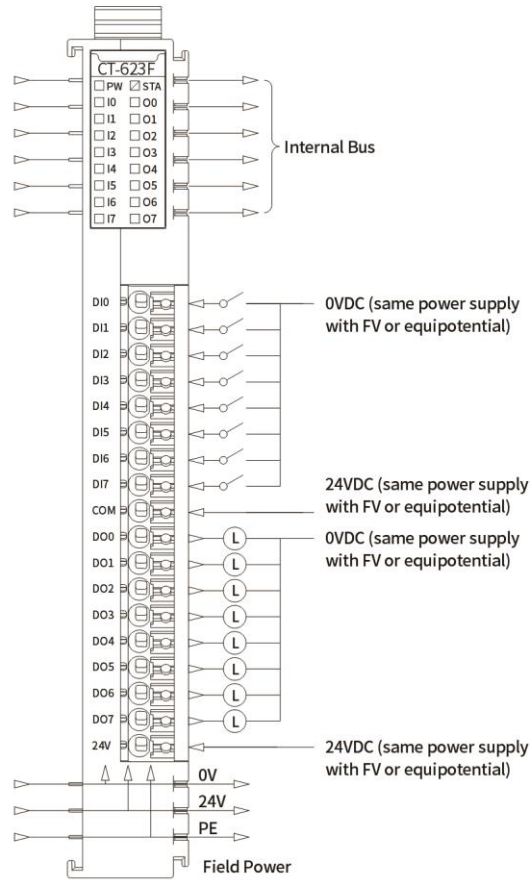 CT-623F
PW STA
I0 O0
I1 O1
I2 O2
I3 O3
I4 O4
I5 O5
I6 O6
I7 O7
Internal Bus
DI0
0VDC (same power supply
with FV or equipotential)
DI1
DI2
DI3
DI4
DI5
DI6
DI7
24VDC (same power supply
with FV or equipotential)
COM
DO0 L
0VDC (same power supply
with FV or equipotential)
DO1 L
DO2 L
DO3 L
DO4 L
DO5 L
DO6 L
DO7 L
24V
24VDC (same power supply
with FV or equipotential)
0V
24V
PE
Field Power